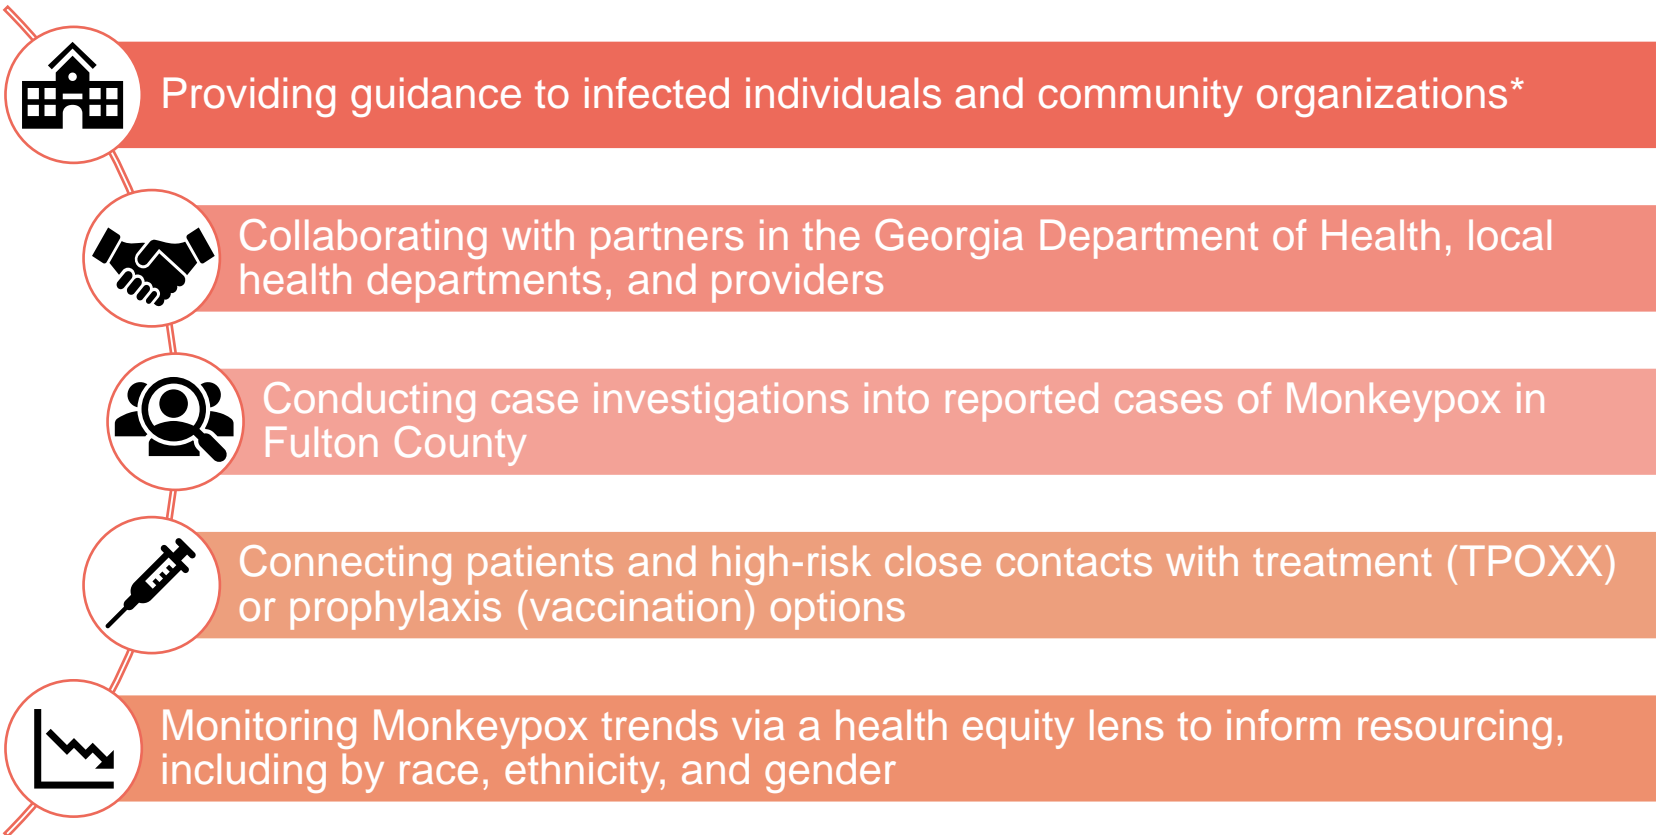 Providing guidance to infected individuals and community organizations*
Collaborating with partners in the Georgia Department of Health, local
health departments, and providers
Conducting case investigations into reported cases of Monkeypox in
Fulton County
Connecting patients and high-risk close contacts with treatment (TPOXX)
or prophylaxis (vaccination) options
Monitoring Monkeypox trends via a health equity lens to inform resourcing,
including by race, ethnicity, and gender